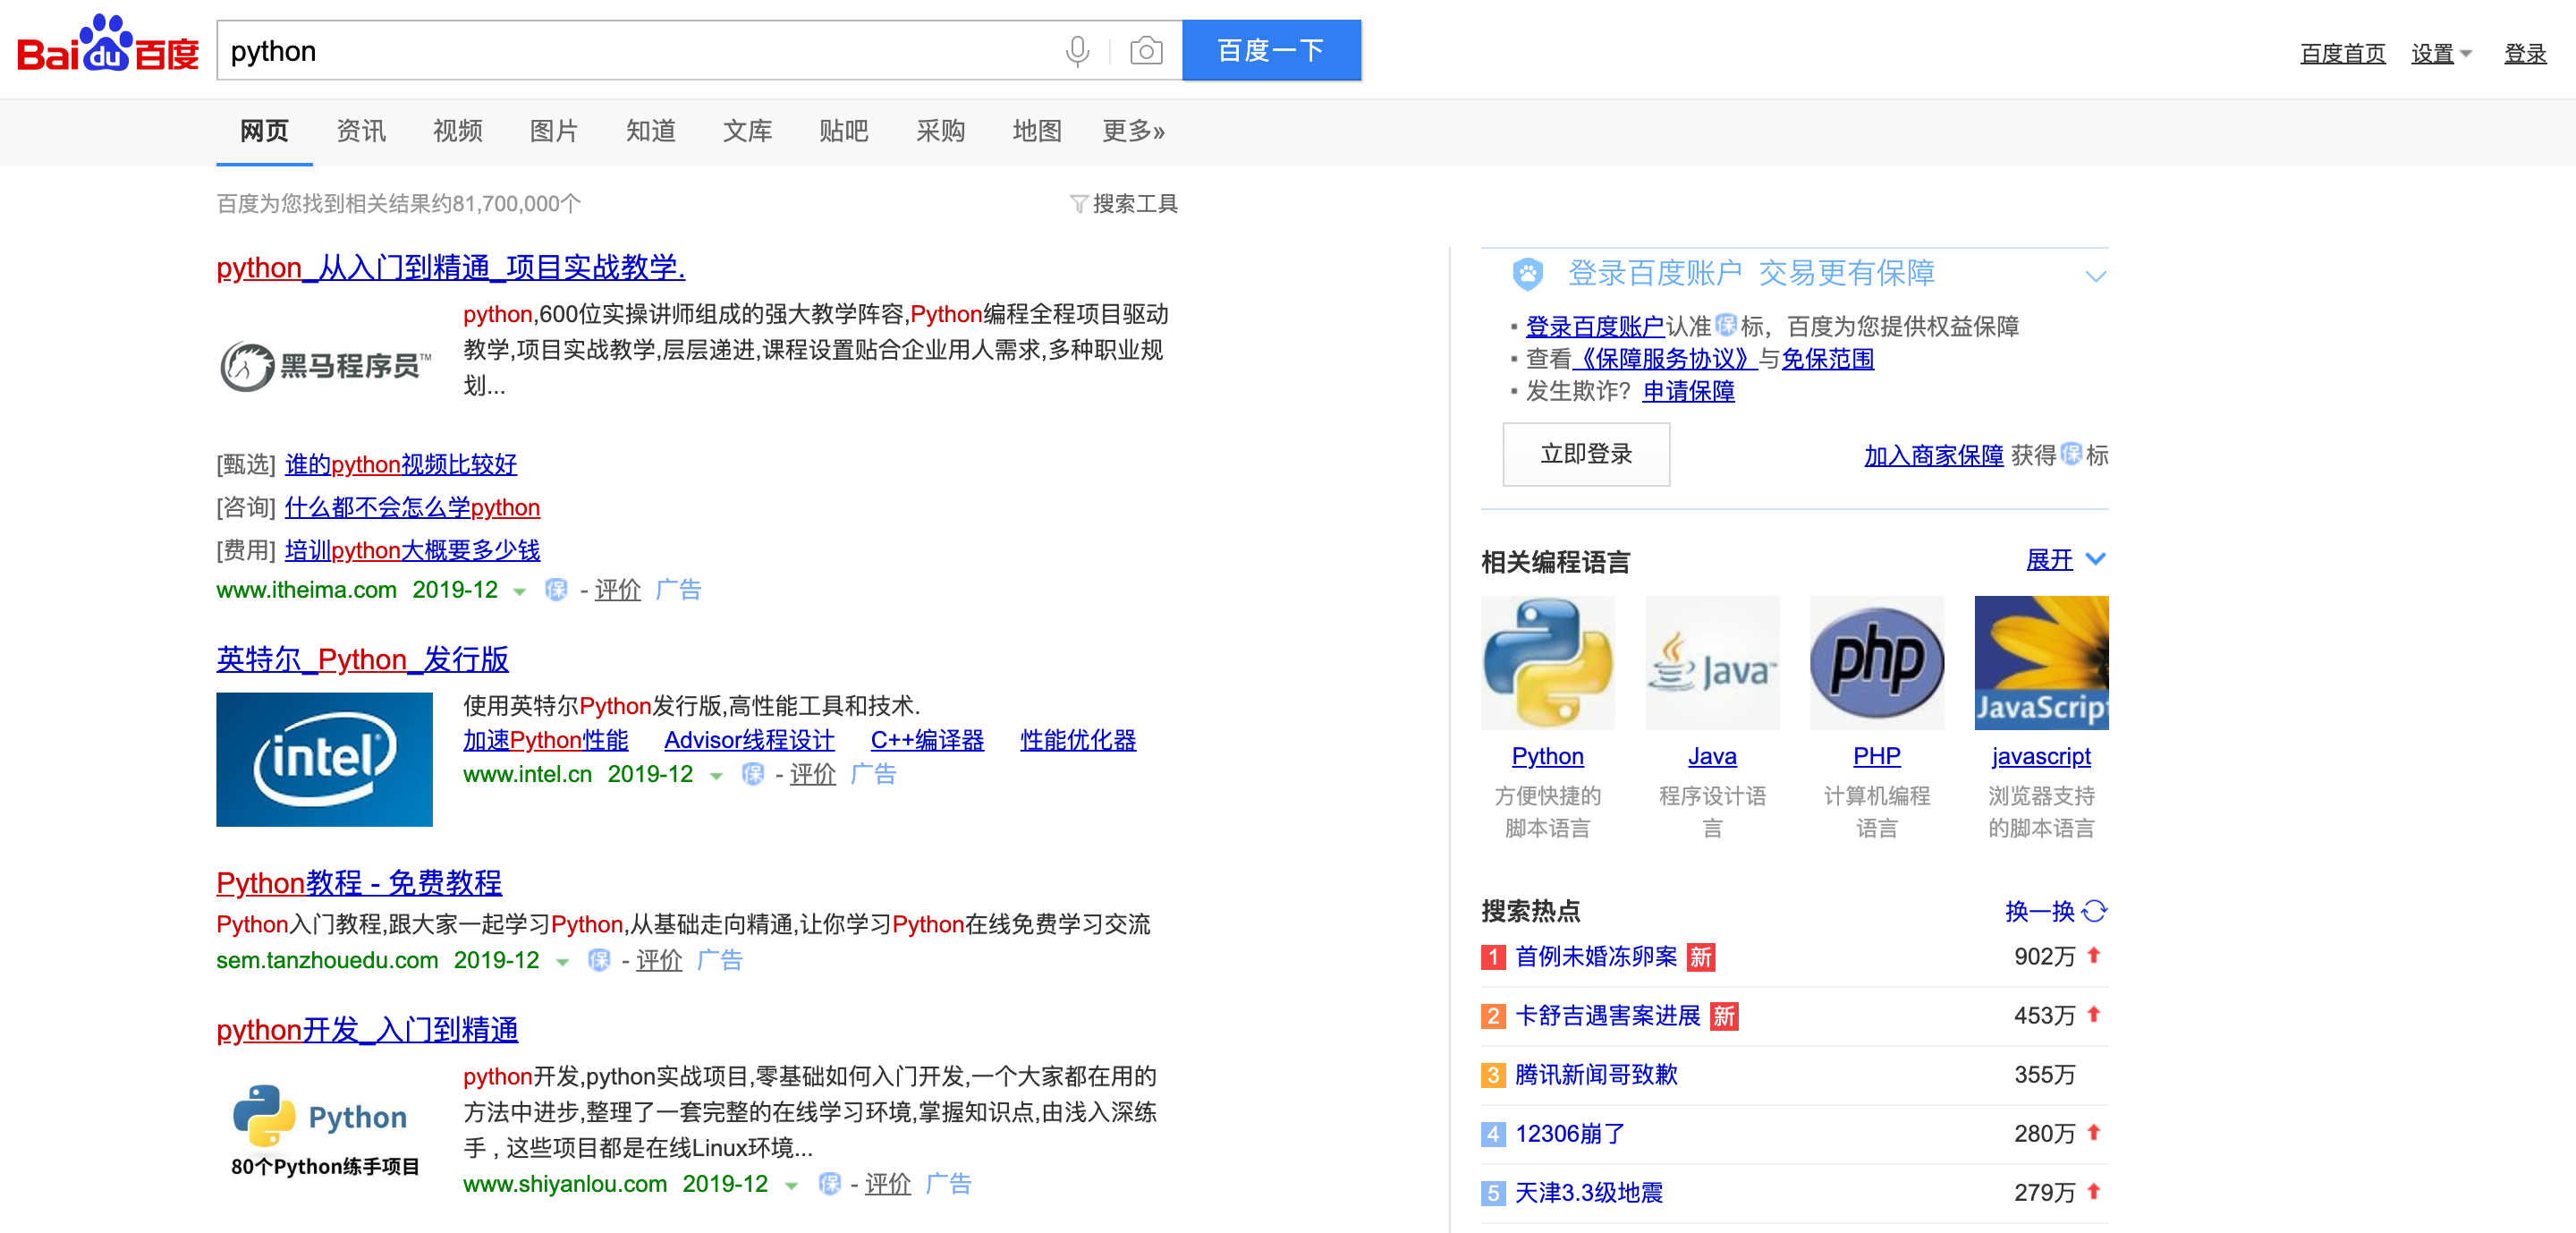 Bai du 百度
python
百度一下
百度首页 设置 登录
网页 资讯 视频 图片 知道 文库 贴吧 采购 地图 更多»
百度为您找到相关结果约81,700,000个
搜索工具
python_从入门到精通_项目实战教学.
黑马程序员™
python,600位实操讲师组成的强大教学阵容,Python编程全程项目驱动
教学,项目实战教学,层层递进,课程设置贴合企业用人需求,多种职业规
划...
[甄选] 谁的python视频比较好
[咨询] 什么都不会怎么学python
[费用] 培训python大概要多少钱
www.itheima.com 2019-12 保 - 评价 广告
英特尔_Python_发行版
intel
使用英特尔Python发行版,高性能工具和技术.
加速Python性能 Advisor线程设计 C++编译器 性能优化器
www.intel.cn 2019-12 保 - 评价 广告
Python教程 - 免费教程
Python入门教程,跟大家一起学习Python,从基础走向精通,让你学习Python在线免费学习交流
sem.tanzhouedu.com 2019-12 保 - 评价 广告
python开发_入门到精通
Python
80个Python练手项目
python开发,python实战项目,零基础如何入门开发,一个大家都在用的
方法中进步,整理了一套完整的在线学习环境,掌握知识点,由浅入深练
手 , 这些项目都是在线Linux环境...
www.shiyanlou.com 2019-12 保 - 评价 广告
登录百度账户 交易更有保障
▪ 登录百度账户认准保标，百度为您提供权益保障
▪ 查看《保障服务协议》与免保范围
▪ 发生欺诈？申请保障
立即登录
加入商家保障 获得保标
相关编程语言
展开
Java™
php
JavaScript
Python Java PHP javascript
方便快捷的 程序设计语 计算机编程 浏览器支持
脚本语言 言 语言 的脚本语言
搜索热点
换一换
1 首例未婚冻卵案 新 902万
2 卡舒吉遇害案进展 新 453万
3 腾讯新闻哥致歉 355万
4 12306崩了 280万
5 天津3.3级地震 279万